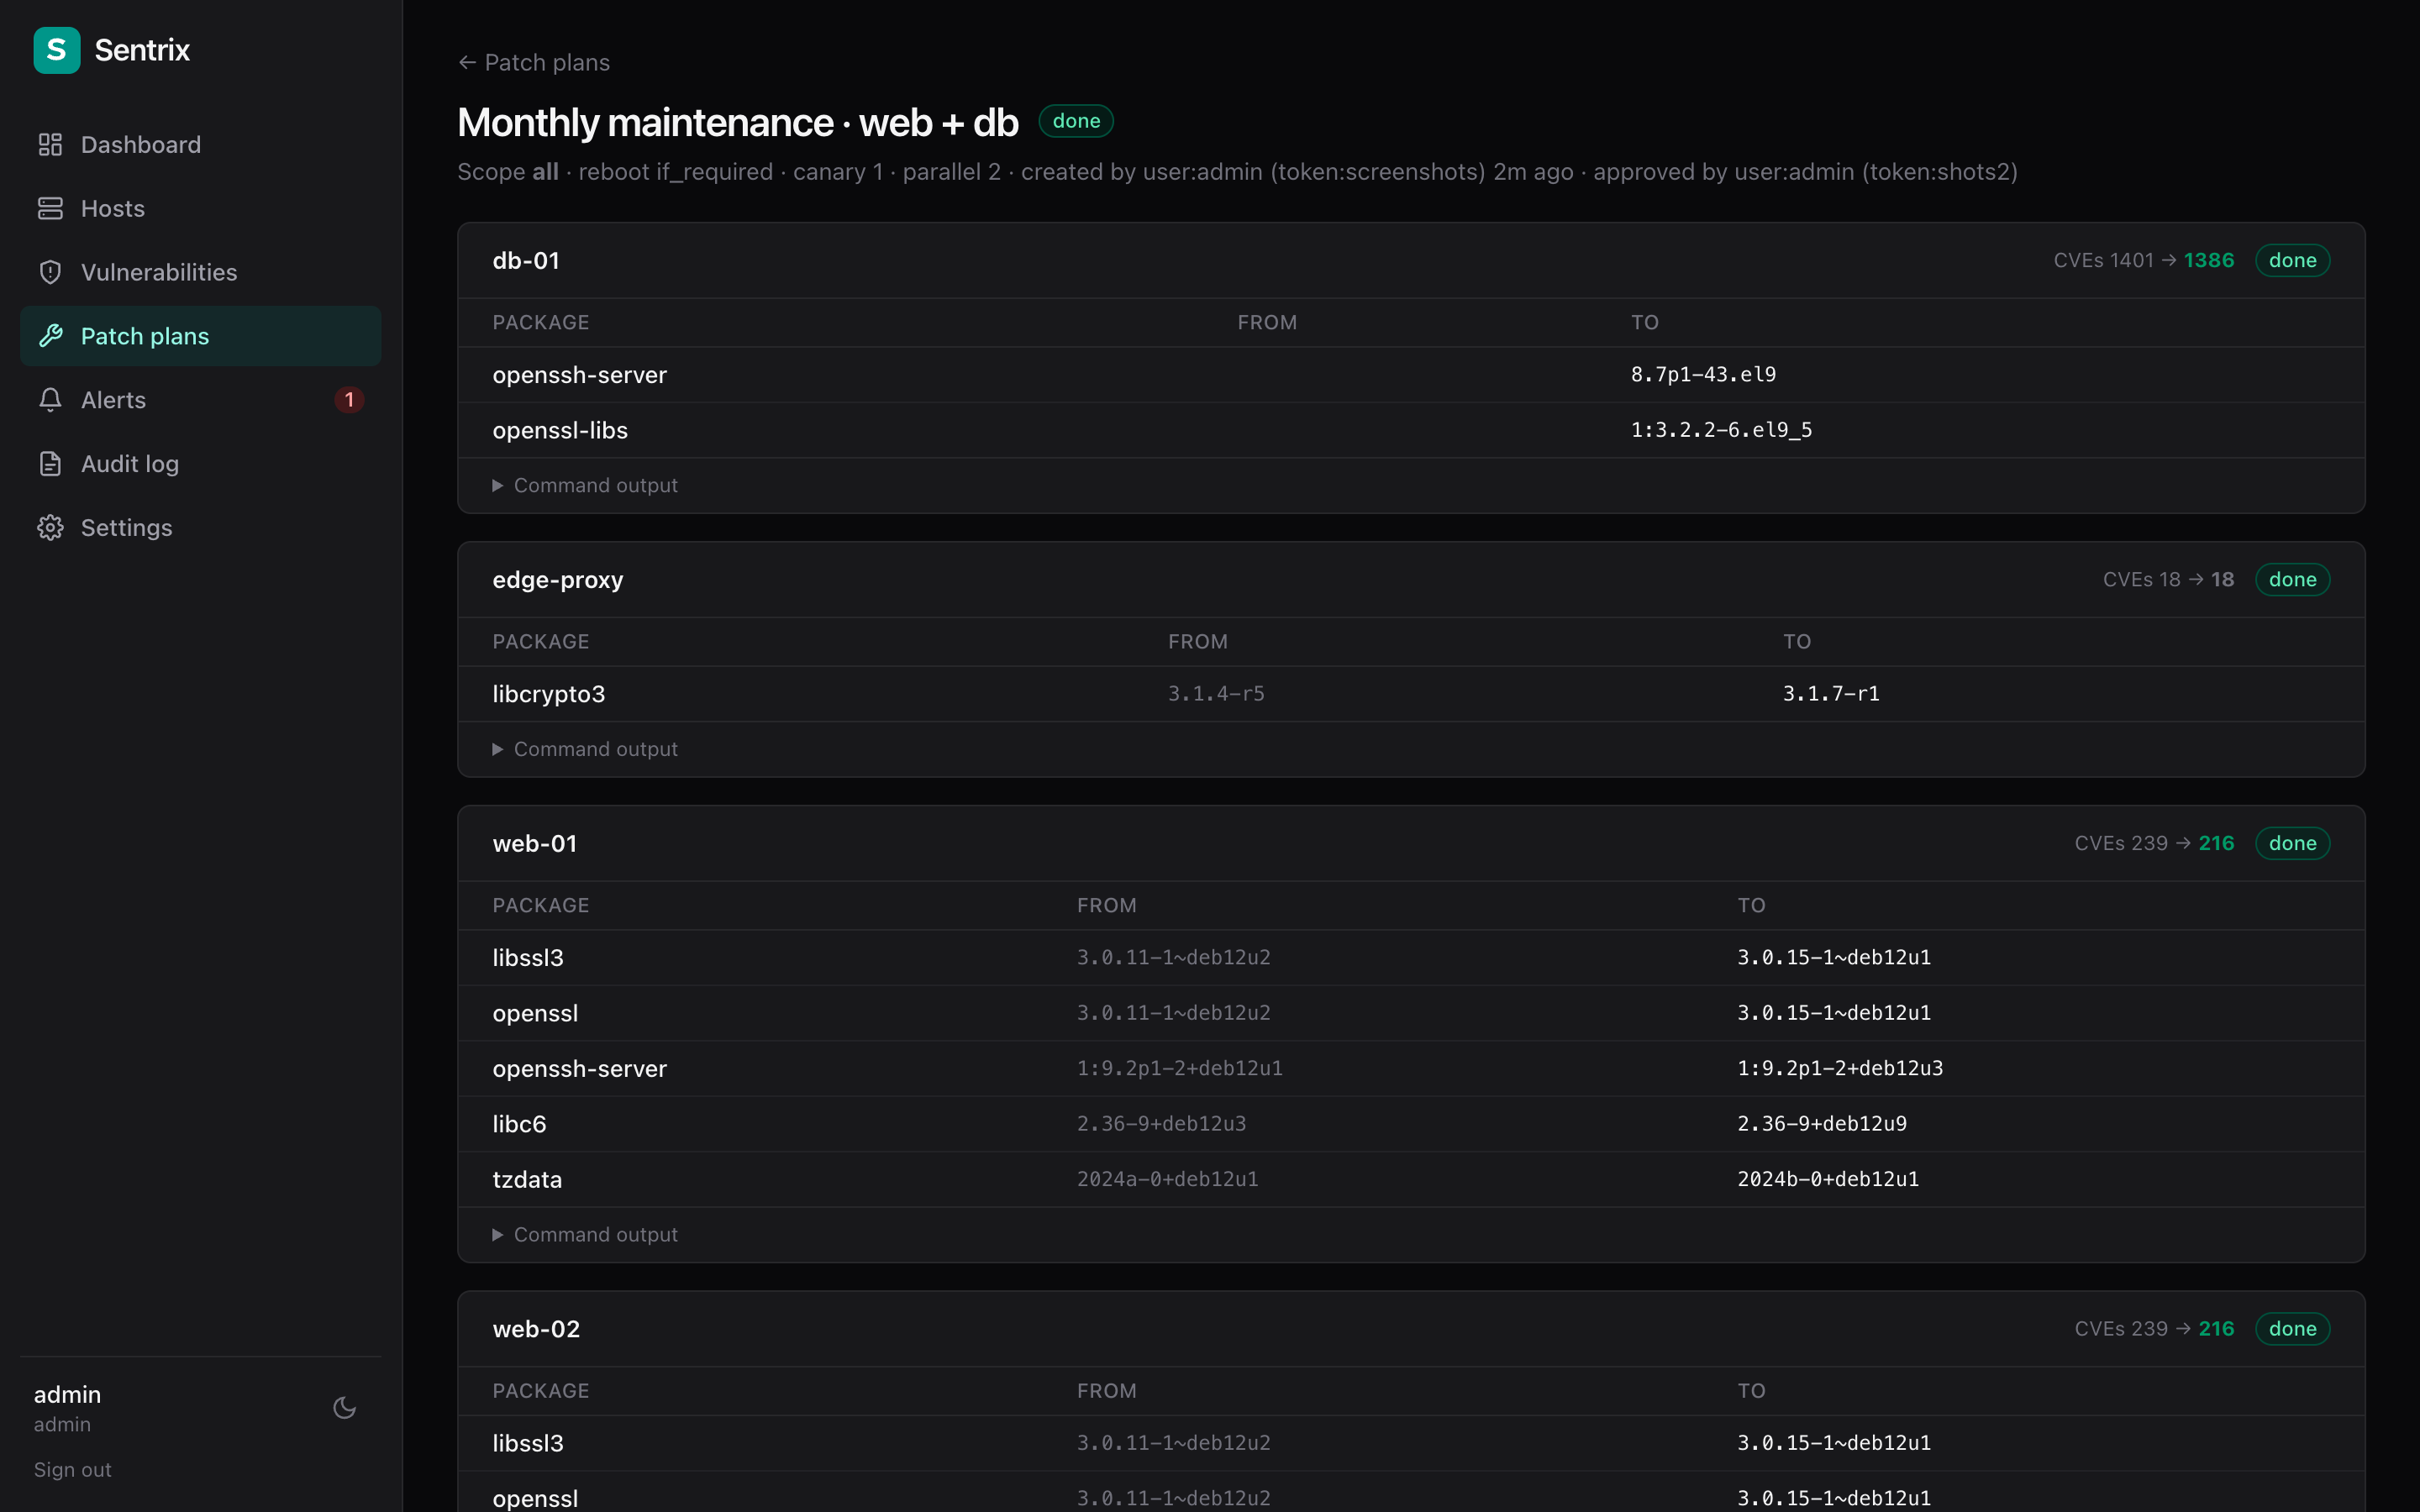 S Sentrix
Dashboard
Hosts
Vulnerabilities
Patch plans
Alerts 1
Audit log
Settings
admin
admin
Sign out
← Patch plans
Monthly maintenance · web + db done
Scope all · reboot if_required · canary 1 · parallel 2 · created by user:admin (token:screenshots) 2m ago · approved by user:admin (token:shots2)
db-01 CVEs 1401 → 1386 done
PACKAGE FROM TO
openssh-server 8.7p1-43.el9
openssl-libs 1:3.2.2-6.el9_5
▶ Command output
edge-proxy CVEs 18 → 18 done
PACKAGE FROM TO
libcrypto3 3.1.4-r5 3.1.7-r1
▶ Command output
web-01 CVEs 239 → 216 done
PACKAGE FROM TO
libssl3 3.0.11-1~deb12u2 3.0.15-1~deb12u1
openssl 3.0.11-1~deb12u2 3.0.15-1~deb12u1
openssh-server 1:9.2p1-2+deb12u1 1:9.2p1-2+deb12u3
libc6 2.36-9+deb12u3 2.36-9+deb12u9
tzdata 2024a-0+deb12u1 2024b-0+deb12u1
▶ Command output
web-02 CVEs 239 → 216 done
PACKAGE FROM TO
libssl3 3.0.11-1~deb12u2 3.0.15-1~deb12u1
openssl 3.0.11-1~deb12u2 3.0.15-1~deb12u1